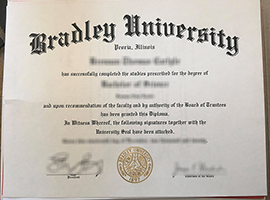 Bradley University
Peoria, Illinois
has successfully completed the studies prescribed for the degree of
Bachelor of Science
and upon recommendation of the faculty and by authority of the Board of Trustees
has been granted this Diploma.
In Witness Whereof, the following signatures together with the
University Seal have been attached.